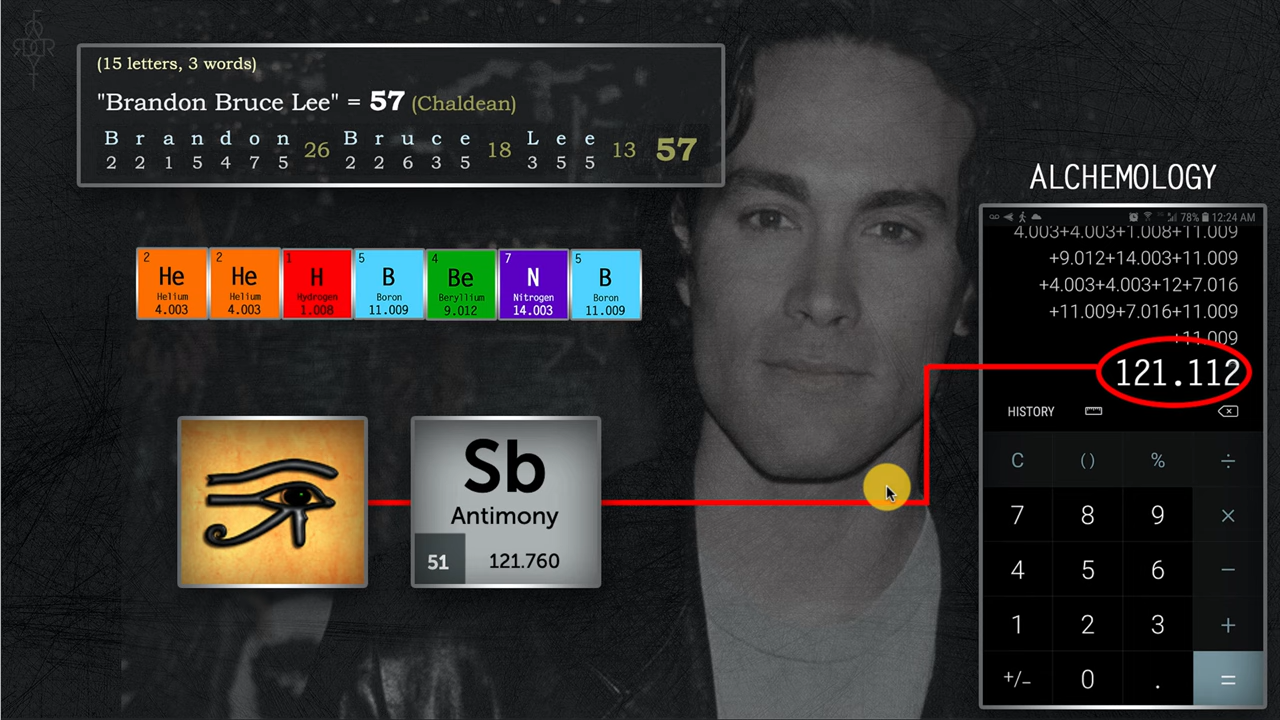 (15 letters, 3 words)
"Brandon Bruce Lee" = 57 (Chaldean)
B r a n d o n B r u c e L e e
2 2 1 5 4 7 5 26 2 2 6 3 5 18 3 5 5 13 57
2 2 1 5 4 7 5
He He H B Be N B
Helium Helium Hydrogen Boron Beryllium Nitrogen Boron
4.003 4.003 1.008 11.009 9.012 14.003 11.009
Sb
Antimony
51 121.760
ALCHEMOLOGY
78% 12:24 AM
4.003+4.003+1.008+11.009
+9.012+14.003+11.009
+4.003+4.003+12+7.016
+11.009+7.016+11.009
+11.009
121.112
HISTORY
C ( ) % ÷
7 8 9 ×
4 5 6 −
1 2 3 +
+/− 0 . =